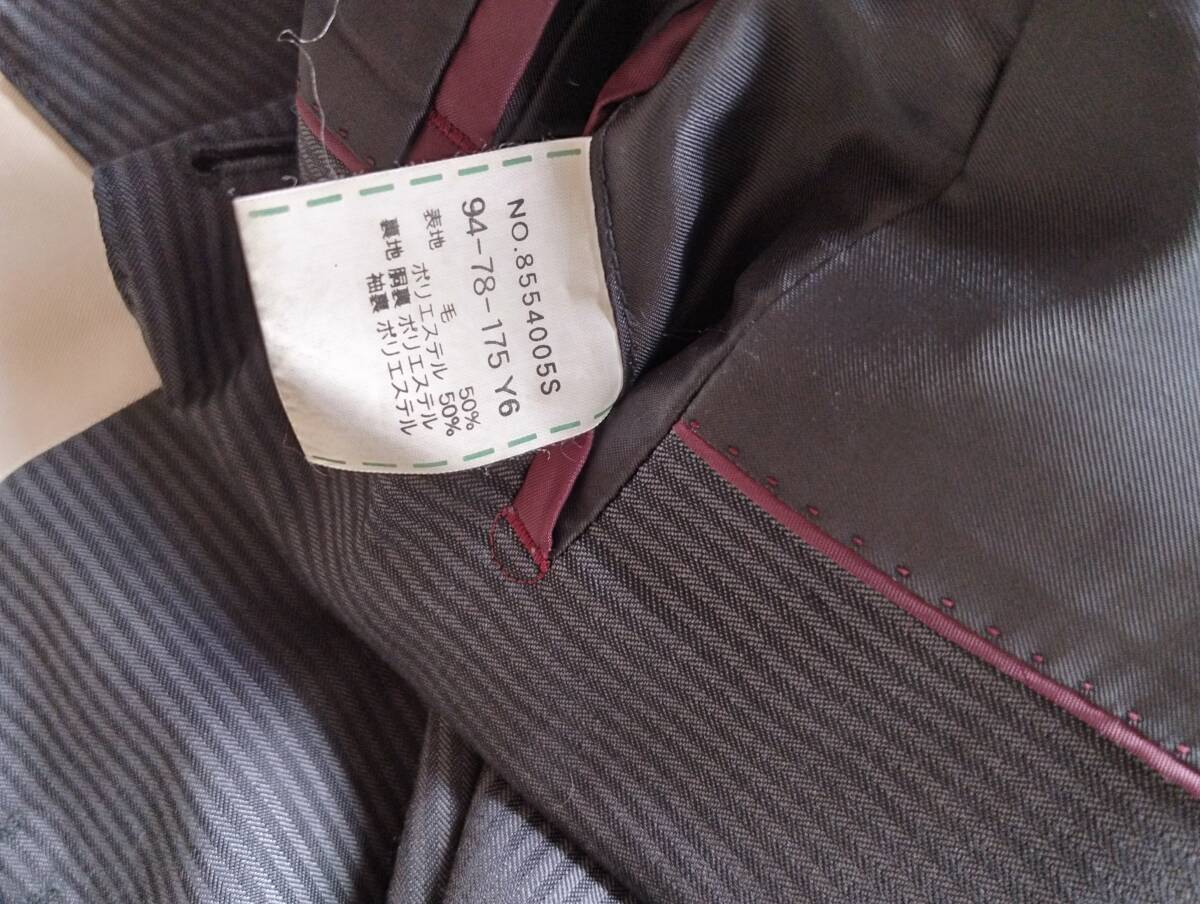 NO.8554005S
94-78-175 Y6
表地 毛 50%
ポリエステル 50%
裏地 胴裏 ポリエステル
袖裏 ポリエステル